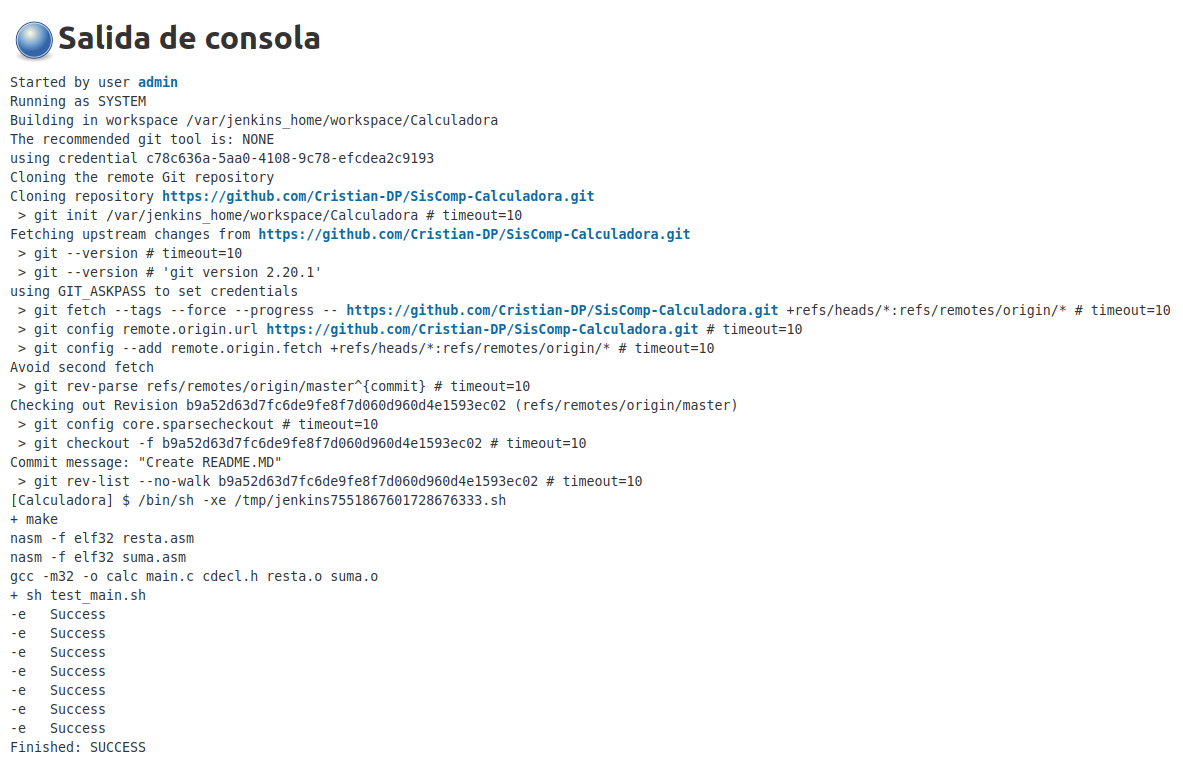 Salida de consola
Started by user admin
Running as SYSTEM
Building in workspace /var/jenkins_home/workspace/Calculadora
The recommended git tool is: NONE
using credential c78c636a-5aa0-4108-9c78-efcdea2c9193
Cloning the remote Git repository
Cloning repository https://github.com/Cristian-DP/SisComp-Calculadora.git
 > git init /var/jenkins_home/workspace/Calculadora # timeout=10
Fetching upstream changes from https://github.com/Cristian-DP/SisComp-Calculadora.git
 > git --version # timeout=10
 > git --version # 'git version 2.20.1'
using GIT_ASKPASS to set credentials
 > git fetch --tags --force --progress -- https://github.com/Cristian-DP/SisComp-Calculadora.git +refs/heads/*:refs/remotes/origin/* # timeout=10
 > git config remote.origin.url https://github.com/Cristian-DP/SisComp-Calculadora.git # timeout=10
 > git config --add remote.origin.fetch +refs/heads/*:refs/remotes/origin/* # timeout=10
Avoid second fetch
 > git rev-parse refs/remotes/origin/master^{commit} # timeout=10
Checking out Revision b9a52d63d7fc6de9fe8f7d060d960d4e1593ec02 (refs/remotes/origin/master)
 > git config core.sparsecheckout # timeout=10
 > git checkout -f b9a52d63d7fc6de9fe8f7d060d960d4e1593ec02 # timeout=10
Commit message: "Create README.MD"
 > git rev-list --no-walk b9a52d63d7fc6de9fe8f7d060d960d4e1593ec02 # timeout=10
[Calculadora] $ /bin/sh -xe /tmp/jenkins7551867601728676333.sh
+ make
nasm -f elf32 resta.asm
nasm -f elf32 suma.asm
gcc -m32 -o calc main.c cdecl.h resta.o suma.o
+ sh test_main.sh
-e   Success
-e   Success
-e   Success
-e   Success
-e   Success
-e   Success
-e   Success
Finished: SUCCESS